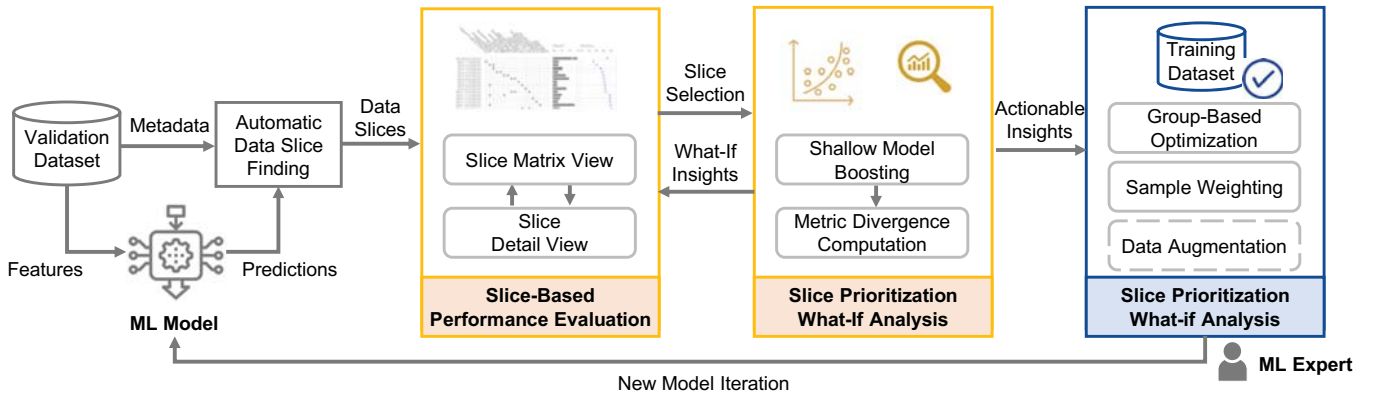 Validation
Dataset
Metadata
Features
ML Model
Predictions
Automatic
Data Slice
Finding
Data
Slices
Slice Matrix View
Slice
Detail View
Slice-Based
Performance Evaluation
Slice
Selection
What-If
Insights
Shallow Model
Boosting
Metric Divergence
Computation
Slice Prioritization
What-If Analysis
Actionable
Insights
Training
Dataset
Group-Based
Optimization
Sample Weighting
Data Augmentation
Slice Prioritization
What-if Analysis
ML Expert
New Model Iteration